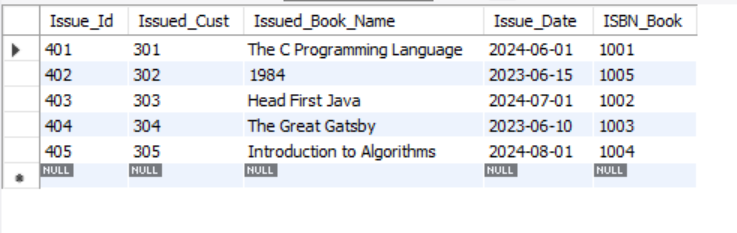 Issue_Id Issued_Cust Issued_Book_Name Issue_Date ISBN_Book
401 301 The C Programming Language 2024-06-01 1001
402 302 1984 2023-06-15 1005
403 303 Head First Java 2024-07-01 1002
404 304 The Great Gatsby 2023-06-10 1003
405 305 Introduction to Algorithms 2024-08-01 1004
NULL NULL NULL NULL NULL